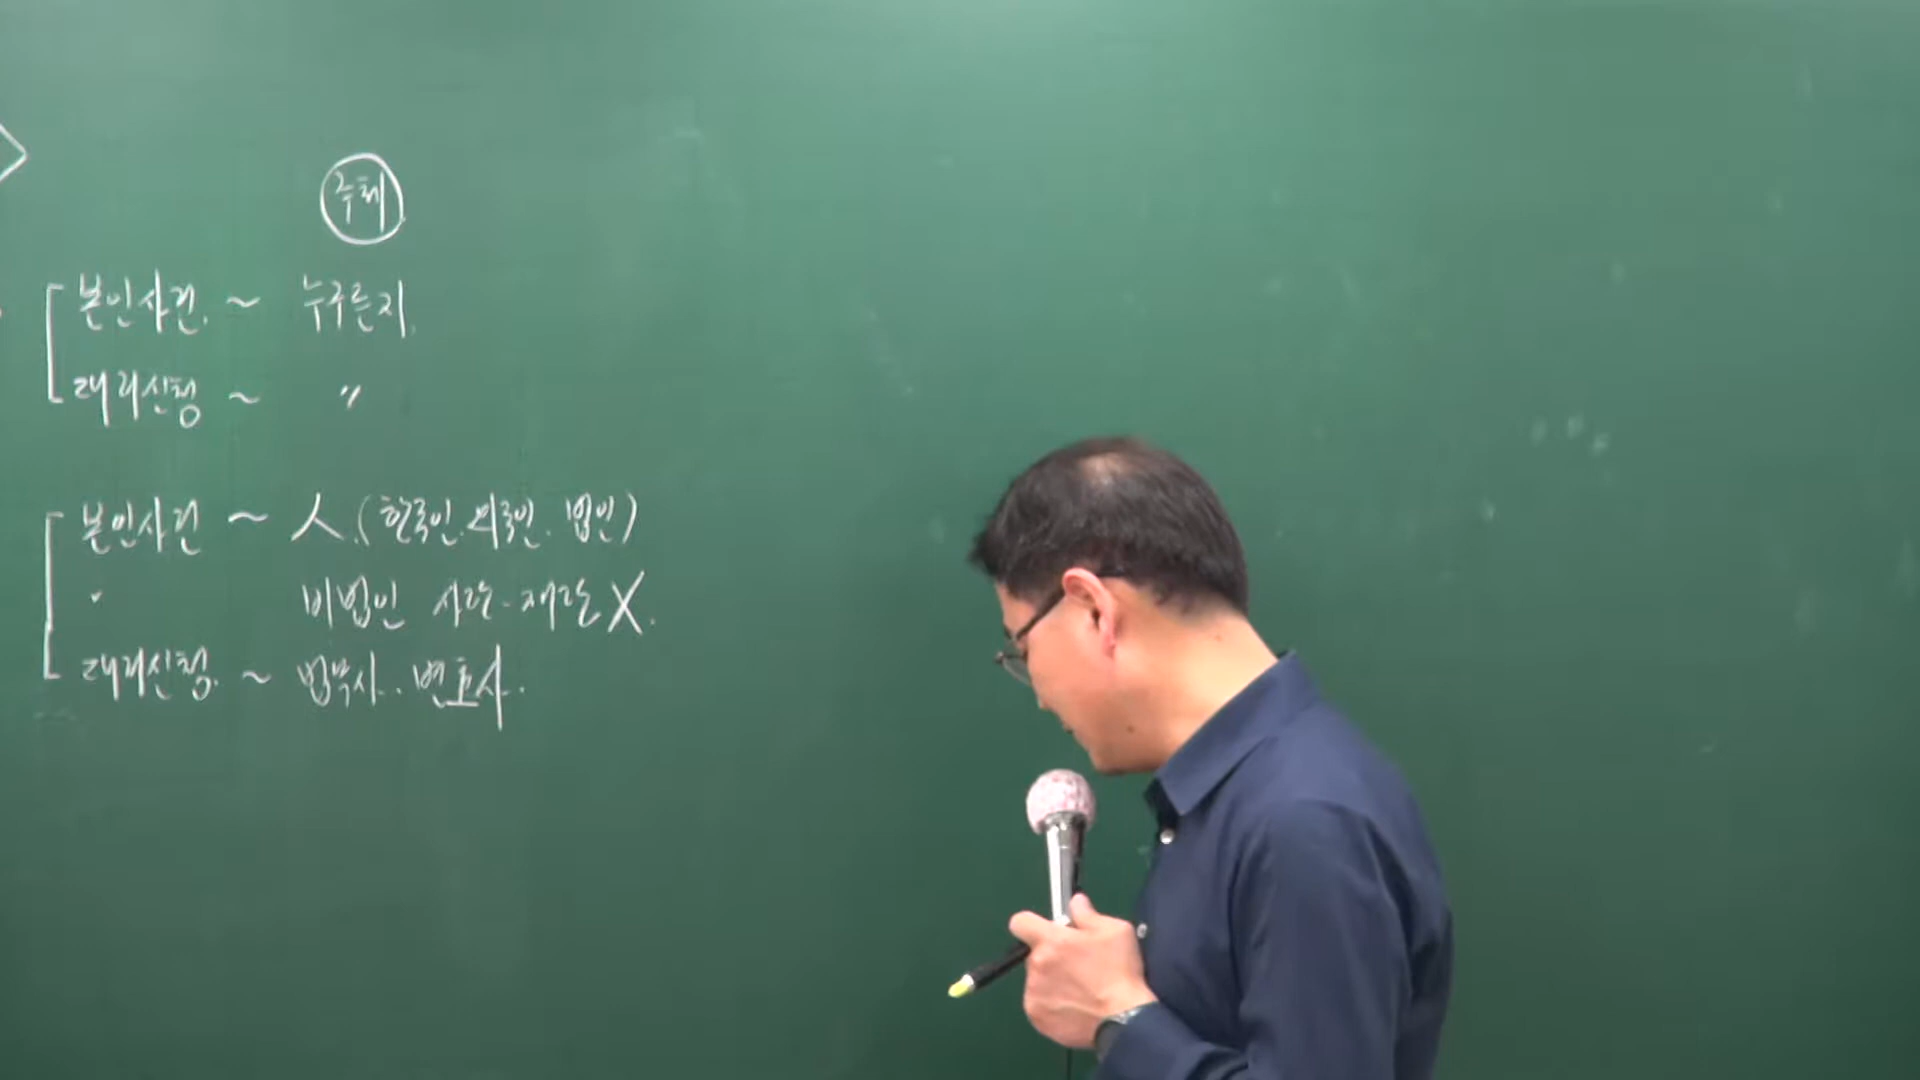 주체
본인사건. ~ 누구든지.
대리신청 ~ 〃
본인사건 ~ 人.(한국인.외국인. 법인)
〃 비법인 사단-재단 X.
대리신청. ~ 법무사.. 변호사.